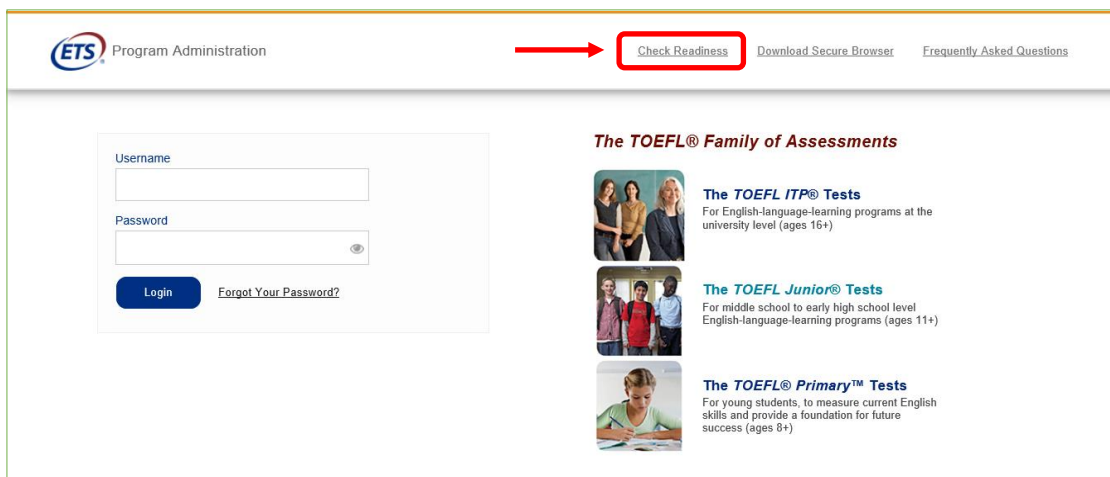 ETS® Program Administration
Check Readiness
Download Secure Browser
Frequently Asked Questions
Username
Password
Login
Forgot Your Password?
The TOEFL® Family of Assessments
The TOEFL ITP® Tests
For English-language-learning programs at the
university level (ages 16+)
The TOEFL Junior® Tests
For middle school to early high school level
English-language-learning programs (ages 11+)
The TOEFL® Primary™ Tests
For young students, to measure current English
skills and provide a foundation for future
success (ages 8+)